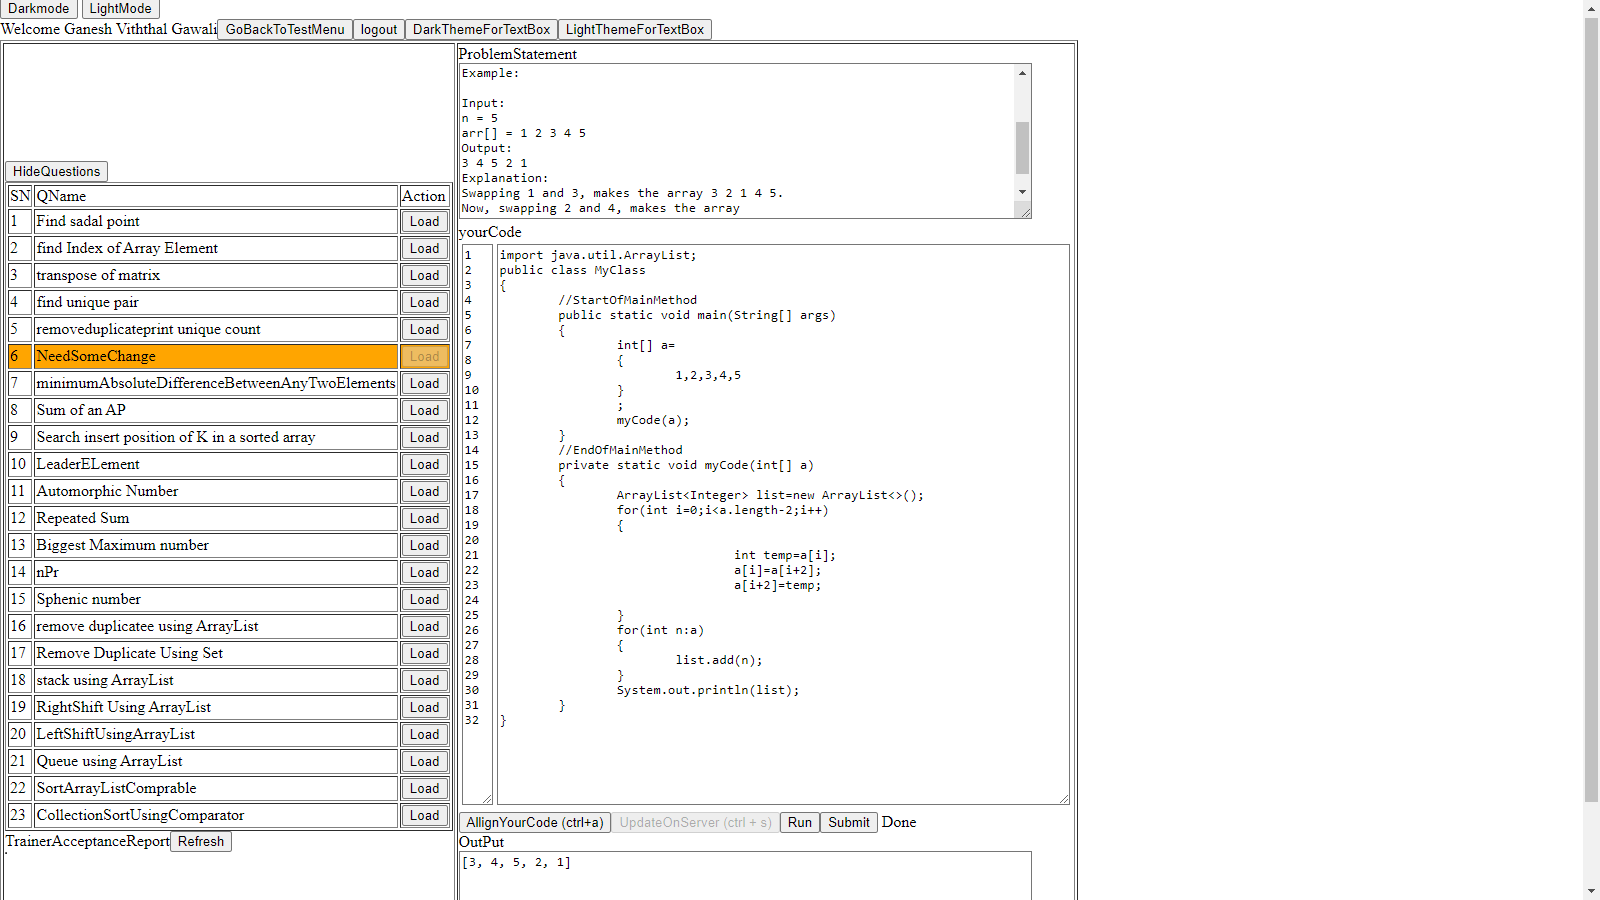 Darkmode LightMode
Welcome Ganesh Viththal Gawali GoBackToTestMenu logout DarkThemeForTextBox LightThemeForTextBox
HideQuestions
SN QName Action
1 Find sadal point Load
2 find Index of Array Element Load
3 transpose of matrix Load
4 find unique pair Load
5 removeduplicateprint unique count Load
6 NeedSomeChange Load
7 minimumAbsoluteDifferenceBetweenAnyTwoElements Load
8 Sum of an AP Load
9 Search insert position of K in a sorted array Load
10 LeaderELement Load
11 Automorphic Number Load
12 Repeated Sum Load
13 Biggest Maximum number Load
14 nPr Load
15 Sphenic number Load
16 remove duplicatee using ArrayList Load
17 Remove Duplicate Using Set Load
18 stack using ArrayList Load
19 RightShift Using ArrayList Load
20 LeftShiftUsingArrayList Load
21 Queue using ArrayList Load
22 SortArrayListComprable Load
23 CollectionSortUsingComparator Load
TrainerAcceptanceReport Refresh
ProblemStatement
Example:
Input:
n = 5
arr[] = 1 2 3 4 5
Output:
3 4 5 2 1
Explanation:
Swapping 1 and 3, makes the array 3 2 1 4 5.
Now, swapping 2 and 4, makes the array
yourCode
1 import java.util.ArrayList;
2 public class MyClass
3 {
4 //StartOfMainMethod
5 public static void main(String[] args)
6 {
7 int[] a=
8 {
9 1,2,3,4,5
10 }
11 ;
12 myCode(a);
13 }
14 //EndOfMainMethod
15 private static void myCode(int[] a)
16 {
17 ArrayList<Integer> list=new ArrayList<>();
18 for(int i=0;i<a.length-2;i++)
19 {
20
21 int temp=a[i];
22 a[i]=a[i+2];
23 a[i+2]=temp;
24
25 }
26 for(int n:a)
27 {
28 list.add(n);
29 }
30 System.out.println(list);
31 }
32 }
AllignYourCode (ctrl+a) UpdateOnServer (ctrl + s) Run Submit Done
OutPut
[3, 4, 5, 2, 1]